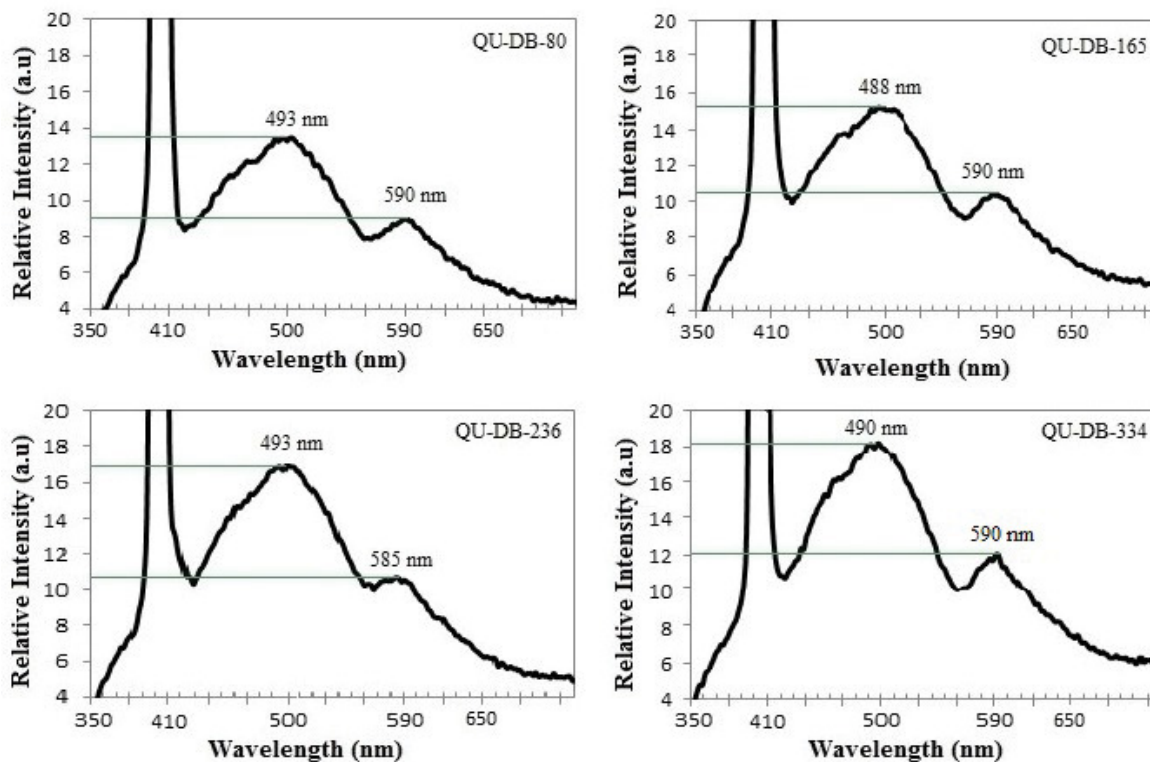 Relative Intensity (a.u)
20
18
16
14
12
10
8
6
4
QU-DB-80
493 nm
590 nm
350 410 500 590 650
Wavelength (nm)
Relative Intensity (a.u)
20
18
16
14
12
10
8
6
4
QU-DB-165
488 nm
590 nm
350 410 500 590 650
Wavelength (nm)
Relative Intensity (a.u)
20
18
16
14
12
10
8
6
4
QU-DB-236
493 nm
585 nm
350 410 500 590 650
Wavelength (nm)
Relative Intensity (a.u)
20
18
16
14
12
10
8
6
4
QU-DB-334
490 nm
590 nm
350 410 500 590 650
Wavelength (nm)